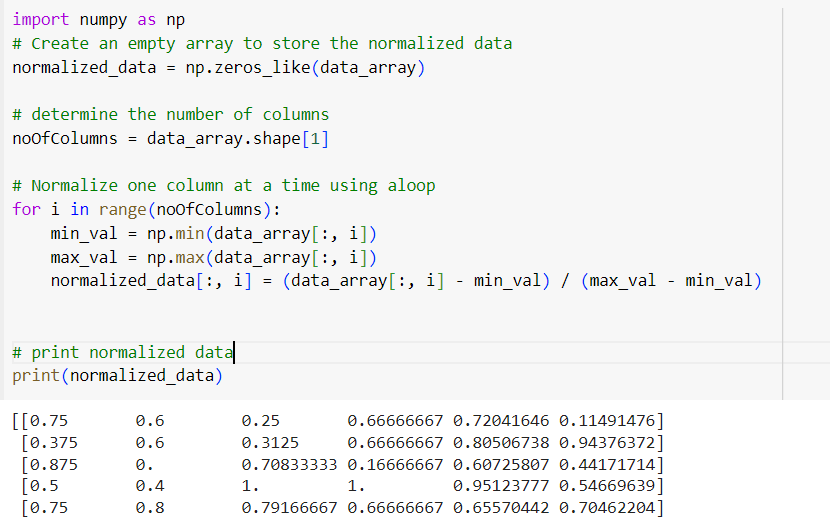 import numpy as np
# Create an empty array to store the normalized data
normalized_data = np.zeros_like(data_array)
# determine the number of columns
noOfColumns = data_array.shape[1]
# Normalize one column at a time using aloop
for i in range(noOfColumns):
    min_val = np.min(data_array[:, i])
    max_val = np.max(data_array[:, i])
    normalized_data[:, i] = (data_array[:, i] - min_val) / (max_val - min_val)
# print normalized data
print(normalized_data)
[[0.75       0.6        0.25       0.66666667 0.72041646 0.11491476]
 [0.375      0.6        0.3125     0.66666667 0.80506738 0.94376372]
 [0.875      0.         0.70833333 0.16666667 0.60725807 0.44171714]
 [0.5        0.4        1.         1.         0.95123777 0.54669639]
 [0.75       0.8        0.79166667 0.66666667 0.65570442 0.70462204]